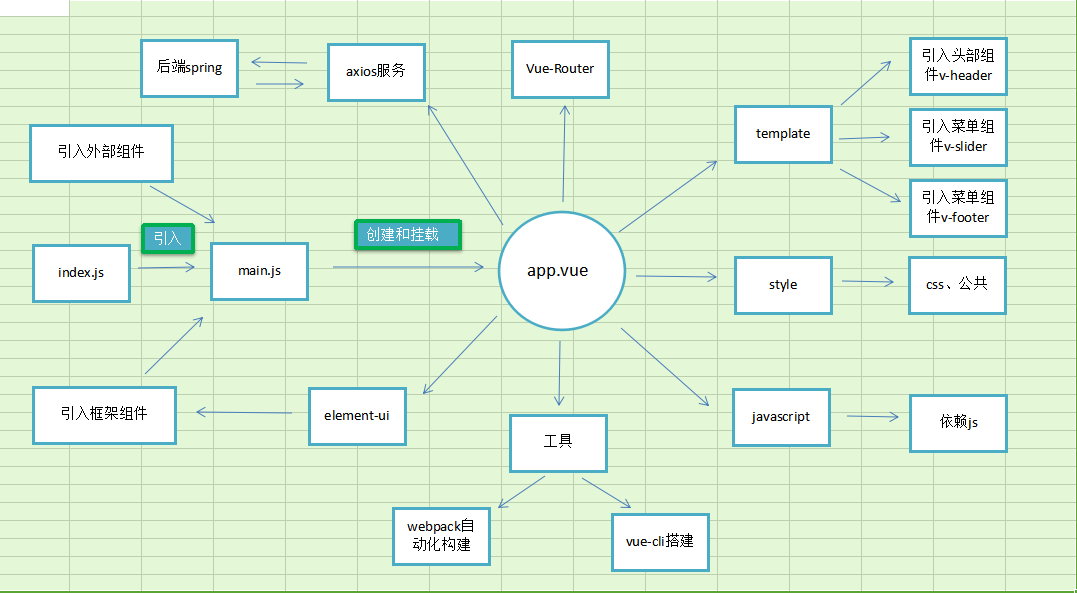 后端spring
axios服务
Vue-Router
引入头部组
件v-header
template
引入菜单组
件v-slider
引入外部组件
引入菜单组
件v-footer
引入
创建和挂载
index.js
main.js
app.vue
style
css、公共
引入框架组件
element-ui
工具
javascript
依赖js
webpack自
动化构建
vue-cli搭建